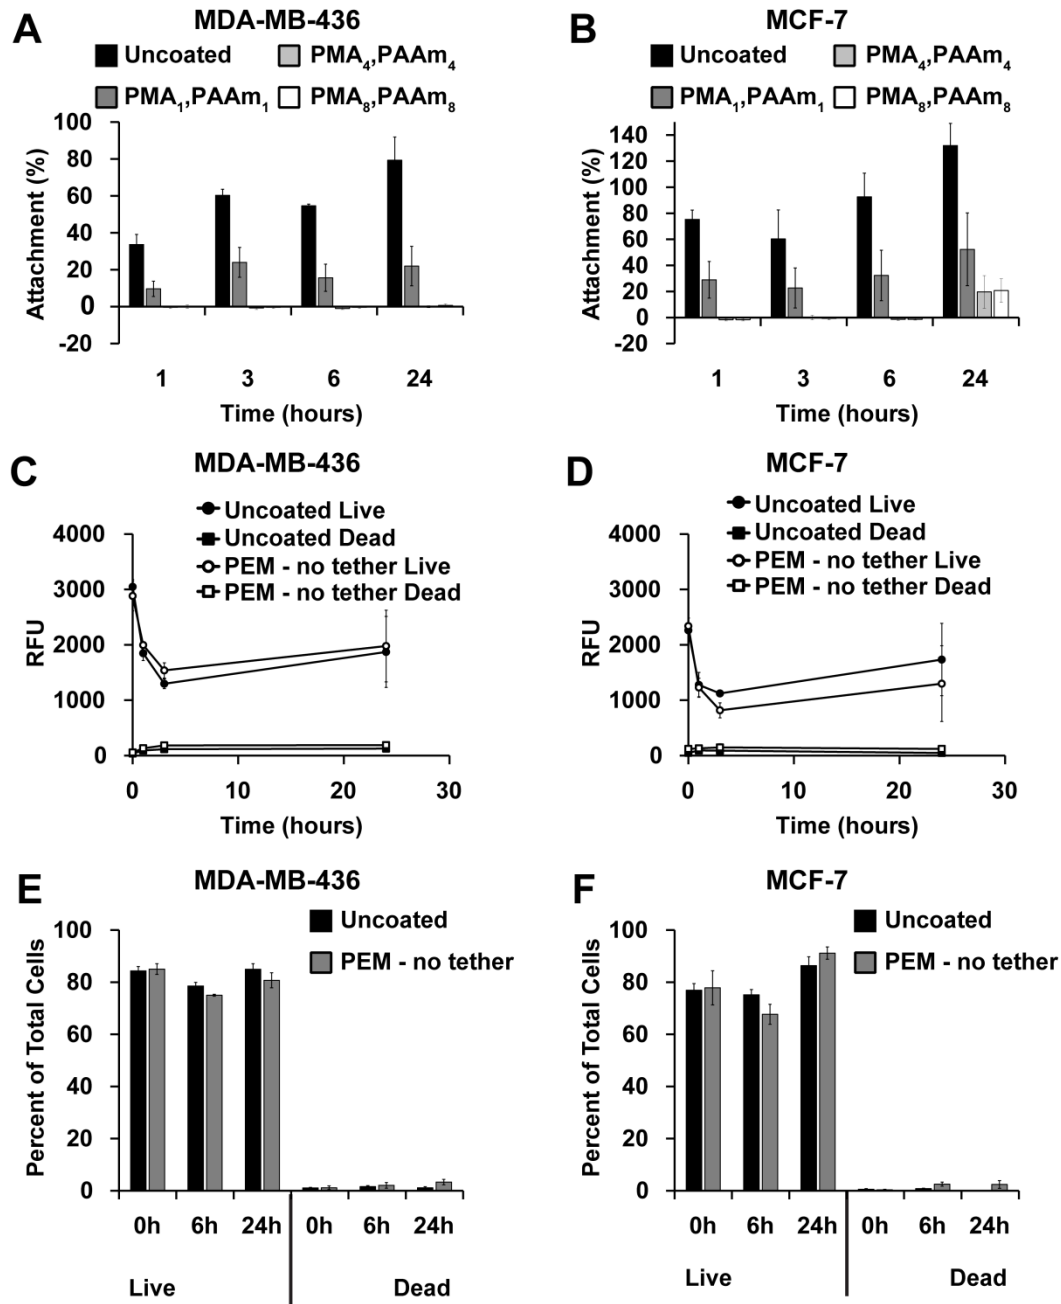 A
MDA-MB-436
Uncoated
PMA4,PAAm4
PMA1,PAAm1
PMA8,PAAm8
100
80
60
40
20
0
-20
Attachment (%)
1 3 6 24
Time (hours)
B
MCF-7
Uncoated
PMA4,PAAm4
PMA1,PAAm1
PMA8,PAAm8
140
120
100
80
60
40
20
0
-20
Attachment (%)
1 3 6 24
Time (hours)
C
MDA-MB-436
Uncoated Live
Uncoated Dead
PEM - no tether Live
PEM - no tether Dead
4000
3000
2000
1000
0
RFU
0 10 20 30
Time (hours)
D
MCF-7
Uncoated Live
Uncoated Dead
PEM - no tether Live
PEM - no tether Dead
4000
3000
2000
1000
0
RFU
0 10 20 30
Time (hours)
E
MDA-MB-436
Uncoated
PEM - no tether
100
80
60
40
20
0
Percent of Total Cells
0h 6h 24h 0h 6h 24h
Live Dead
F
MCF-7
Uncoated
PEM - no tether
100
80
60
40
20
0
Percent of Total Cells
0h 6h 24h 0h 6h 24h
Live Dead